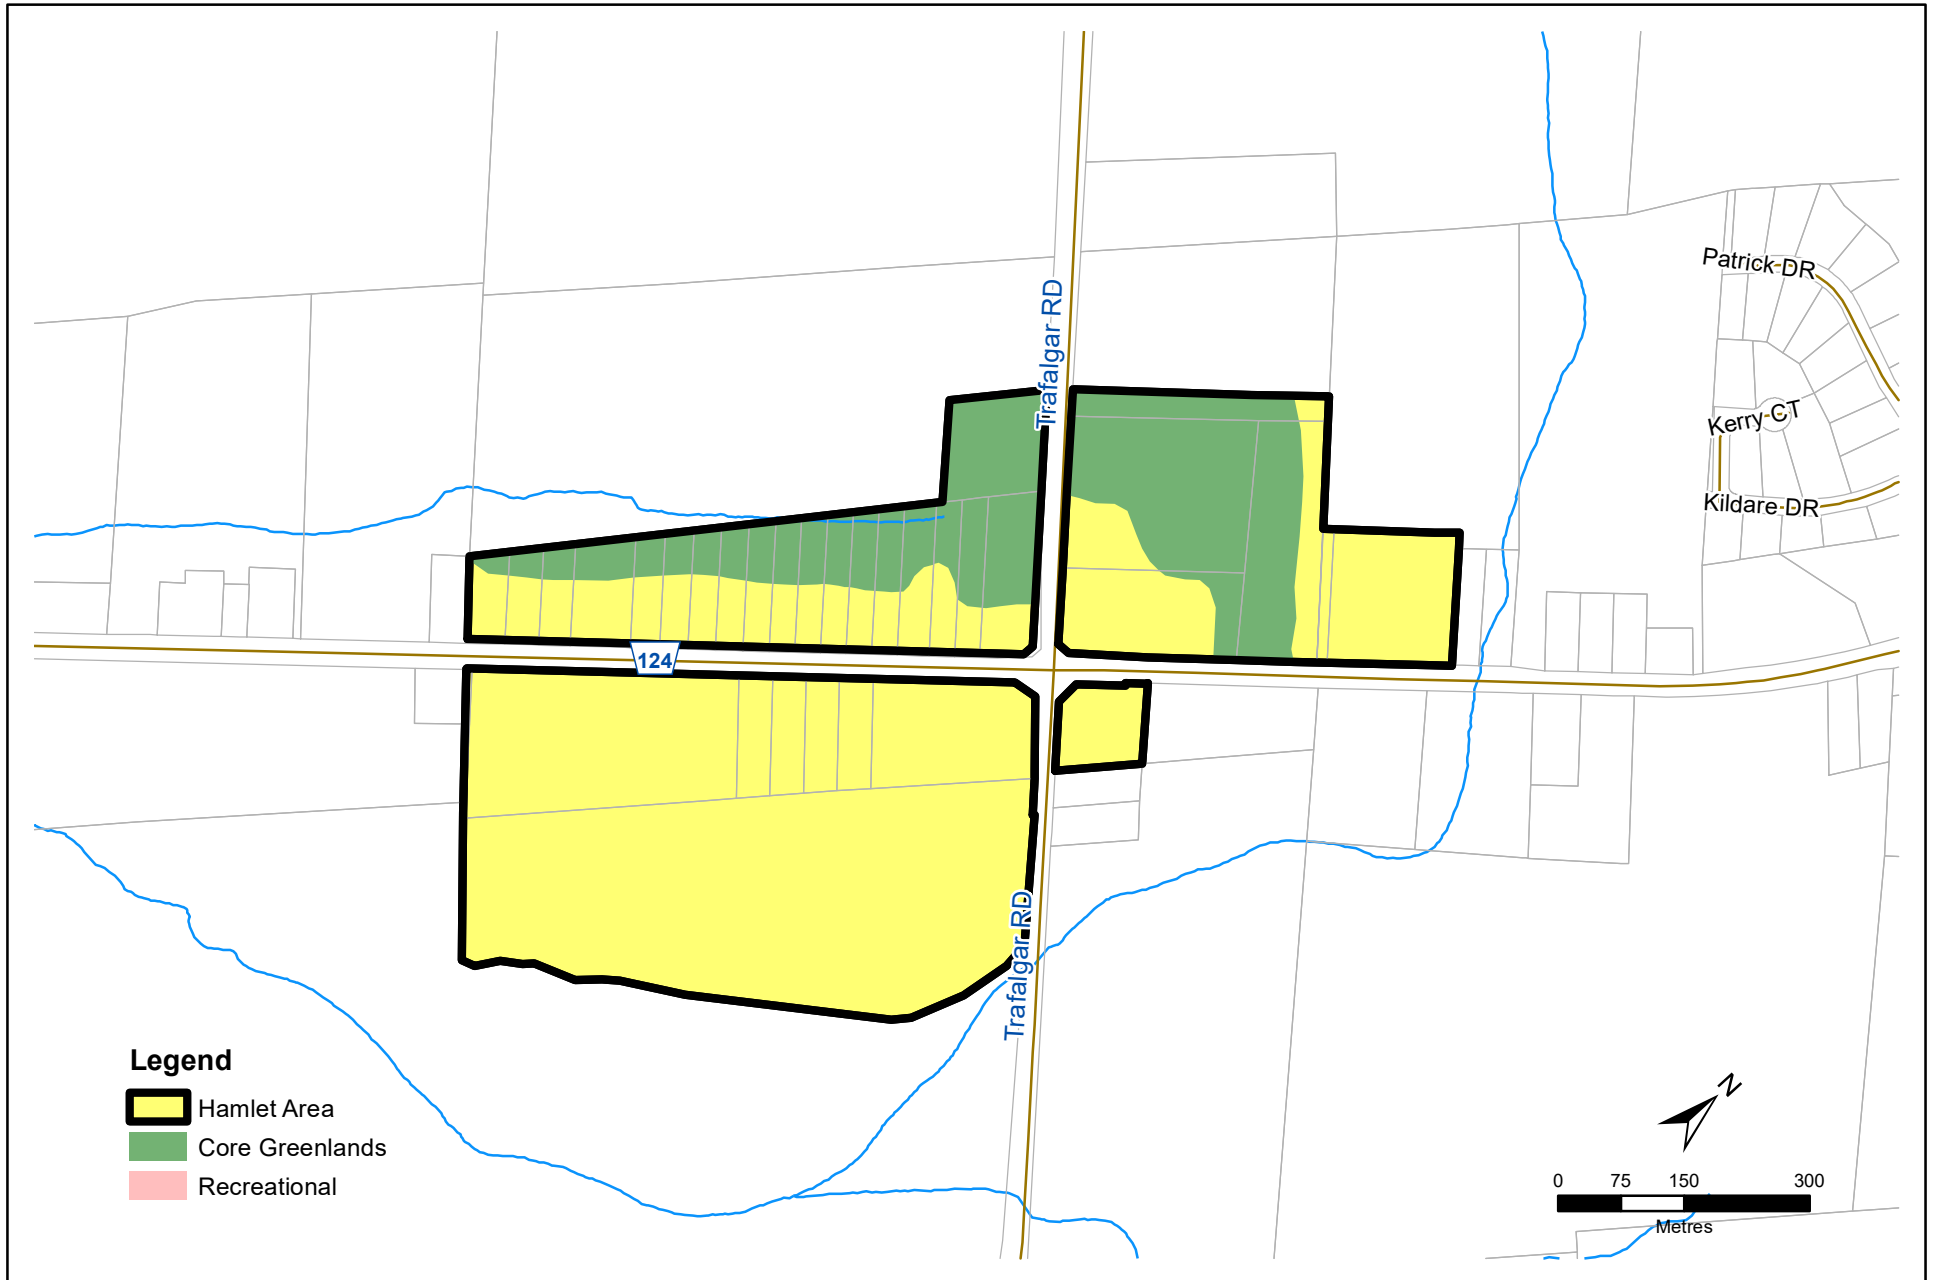 Patrick DR
Trafalgar RD
Kerry CT
Kildare DR
124
Trafalgar RD
Legend
Hamlet Area
Core Greenlands
Recreational
N
0 75 150 300
Metres